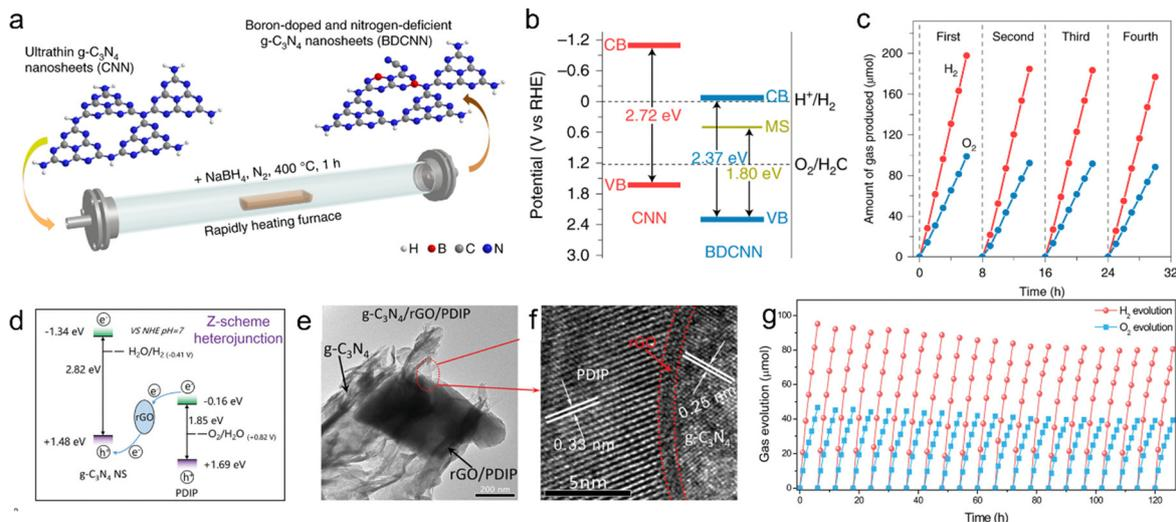 a
Ultrathin g-C3N4
nanosheets (CNN)
Boron-doped and nitrogen-deficient
g-C3N4 nanosheets (BDCNN)
+ NaBH4, N2, 400 °C, 1 h
Rapidly heating furnace
H B C N
b
Potential (V vs RHE)
−1.2
−0.6
0
0.6
1.2
1.8
2.4
3.0
CB
2.72 eV
VB
CNN
CB
MS
2.37 eV
1.80 eV
VB
BDCNN
H+/H2
O2/H2C
c
Amount of gas produced (μmol)
200
160
120
80
40
0
First Second Third Fourth
H2
O2
0 8 16 24 32
Time (h)
d
-1.34 eV
e-
VS NHE pH=7
Z-scheme
heterojunction
H2O/H2 (-0.41 V)
2.82 eV
e-
e-
-0.16 eV
rGO
1.85 eV
O2/H2O (+0.82 V)
+1.48 eV
h+
e-
+1.69 eV
g-C3N4 NS
h+
PDIP
e
g-C3N4/rGO/PDIP
g-C3N4
rGO/PDIP
200 nm
f
rGO
PDIP
0.25 nm
0.33 nm
g-C3N4
5nm
g
Gas evolution (μmol)
100
80
60
40
20
0
H2 evolution
O2 evolution
0 20 40 60 80 100 120
Time (h)